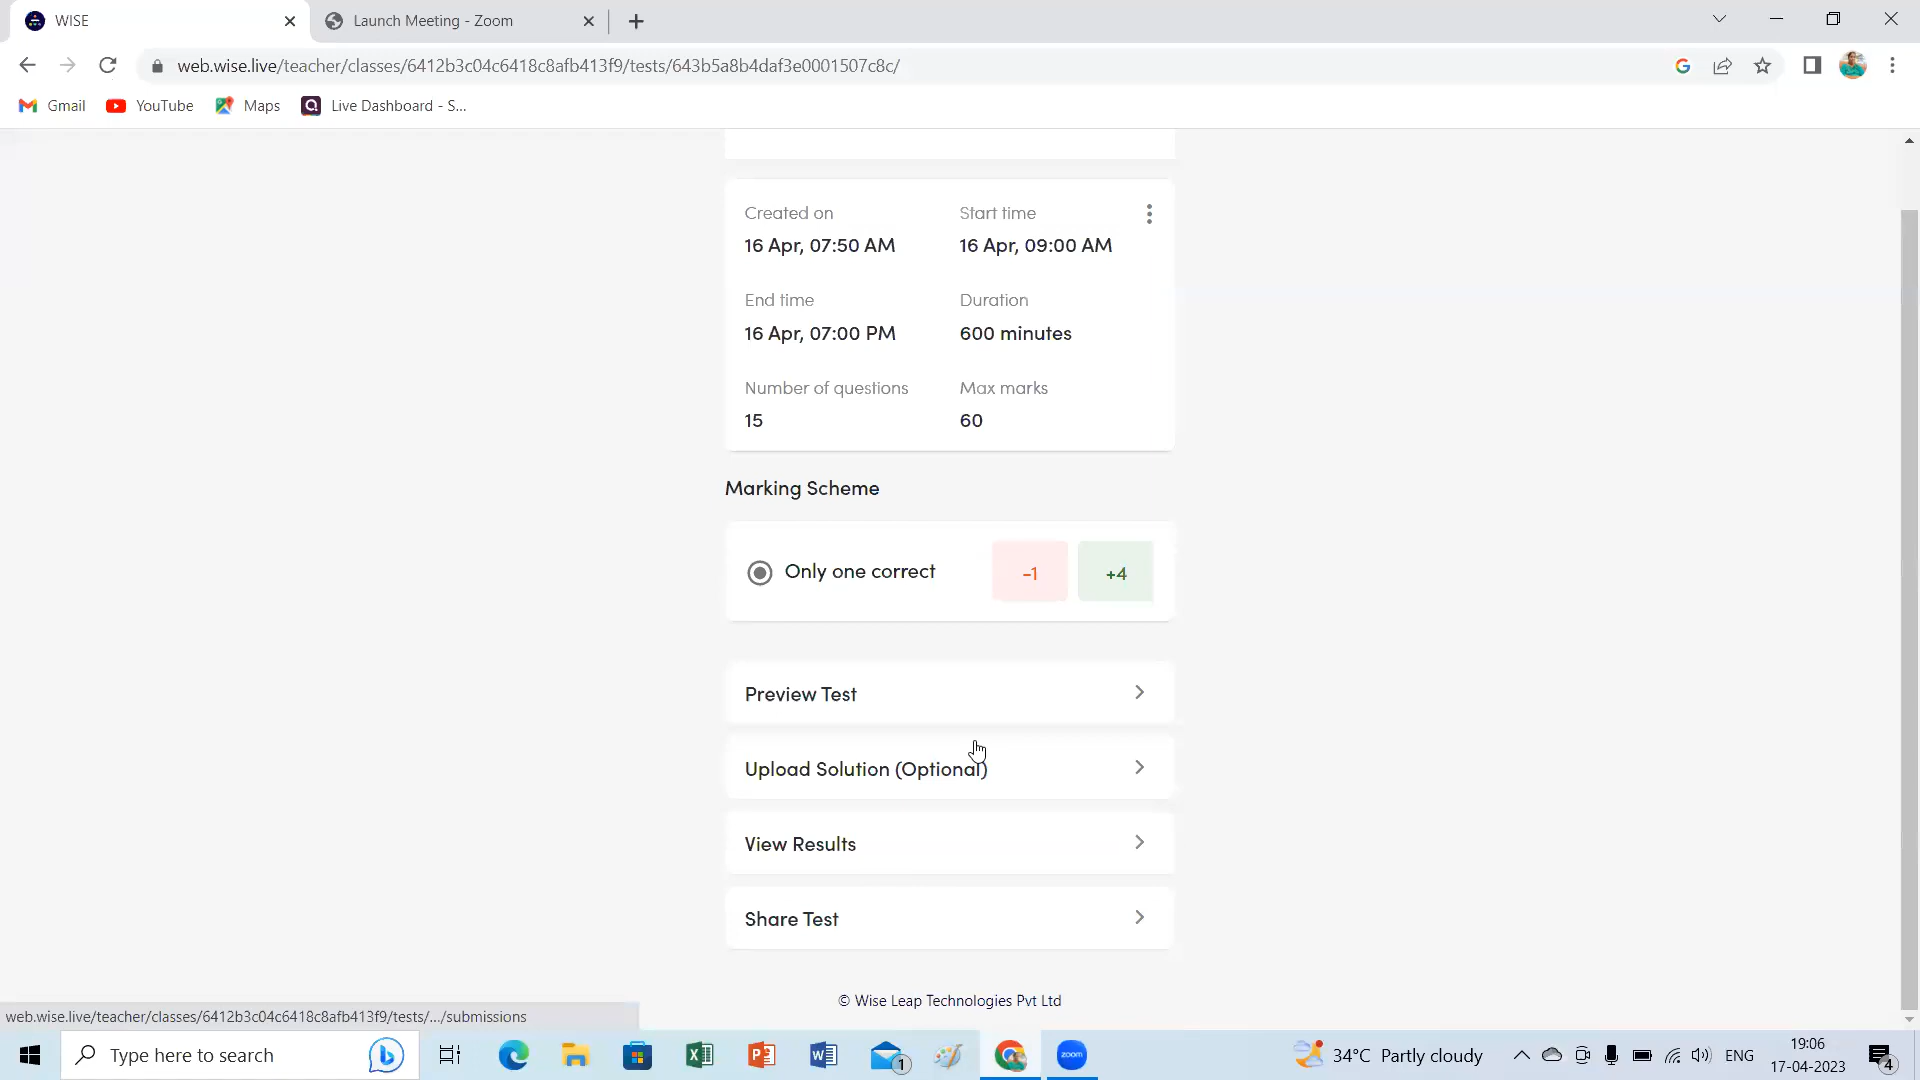 WISE
Launch Meeting - Zoom
web.wise.live/teacher/classes/6412b3c04c6418c8afb413f9/tests/643b5a8b4daf3e0001507c8c/
Gmail
YouTube
Maps
Live Dashboard - S...
Created on
Start time
16 Apr, 07:50 AM
16 Apr, 09:00 AM
End time
Duration
16 Apr, 07:00 PM
600 minutes
Number of questions
Max marks
15
60
Marking Scheme
Only one correct
-1
+4
Preview Test
Upload Solution (Optional)
View Results
Share Test
© Wise Leap Technologies Pvt Ltd
web.wise.live/teacher/classes/6412b3c04c6418c8afb413f9/tests/.../submissions
Type here to search
1
zoom
34°C Partly cloudy
ENG
19:06
17-04-2023
4